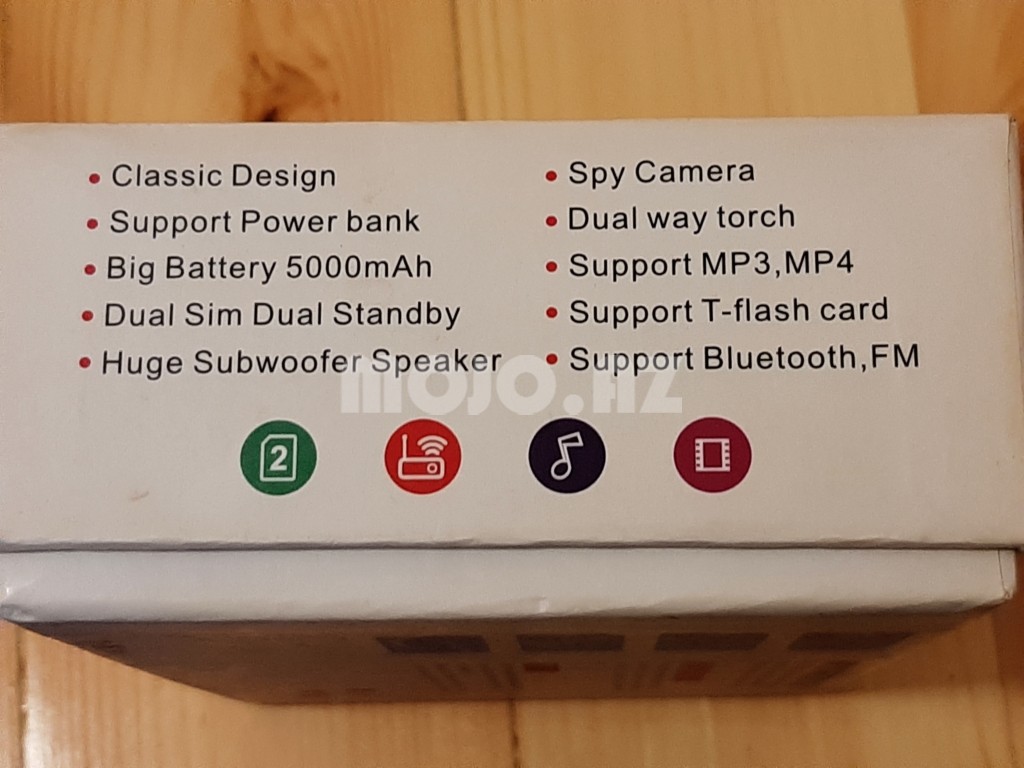 Classic Design
Support Power bank
Big Battery 5000mAh
Dual Sim Dual Standby
Huge Subwoofer Speaker
Spy Camera
Dual way torch
Support MP3,MP4
Support T-flash card
Support Bluetooth,FM
MOJO.AZ
2